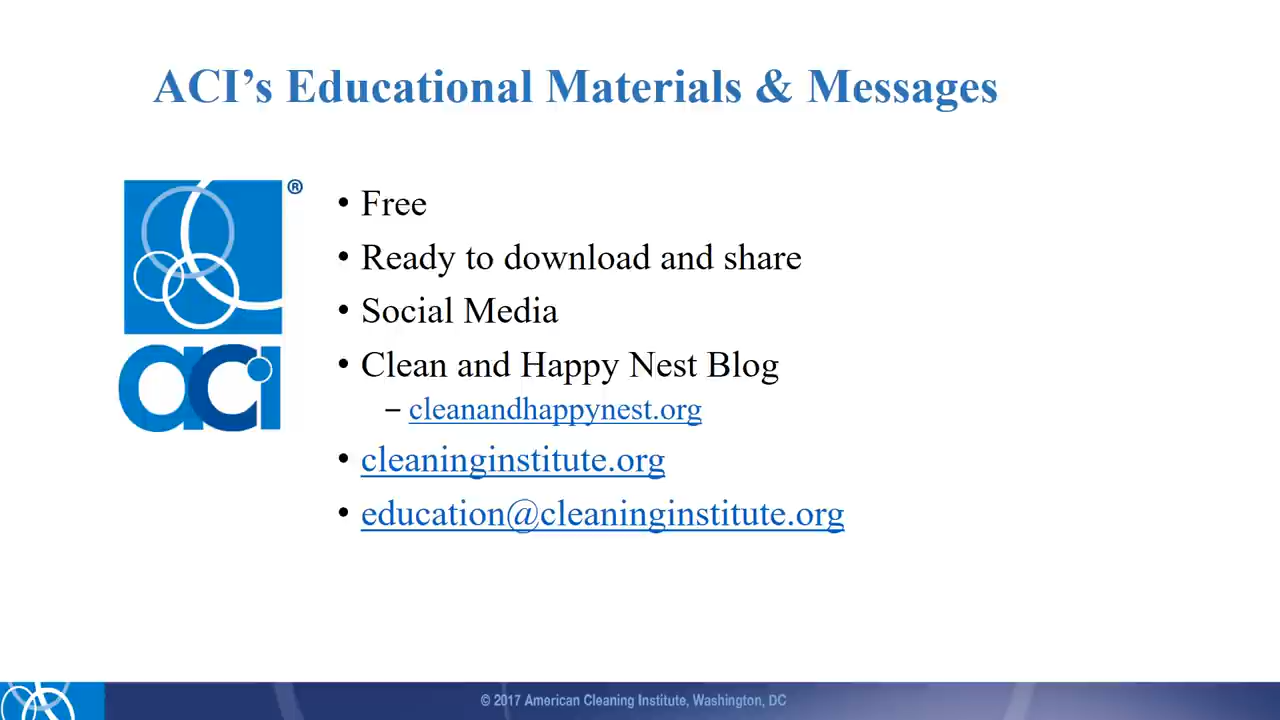 ACI’s Educational Materials & Messages
®
aci
• Free
• Ready to download and share
• Social Media
• Clean and Happy Nest Blog
– cleanandhappynest.org
• cleaninginstitute.org
• education@cleaninginstitute.org
© 2017 American Cleaning Institute, Washington, DC